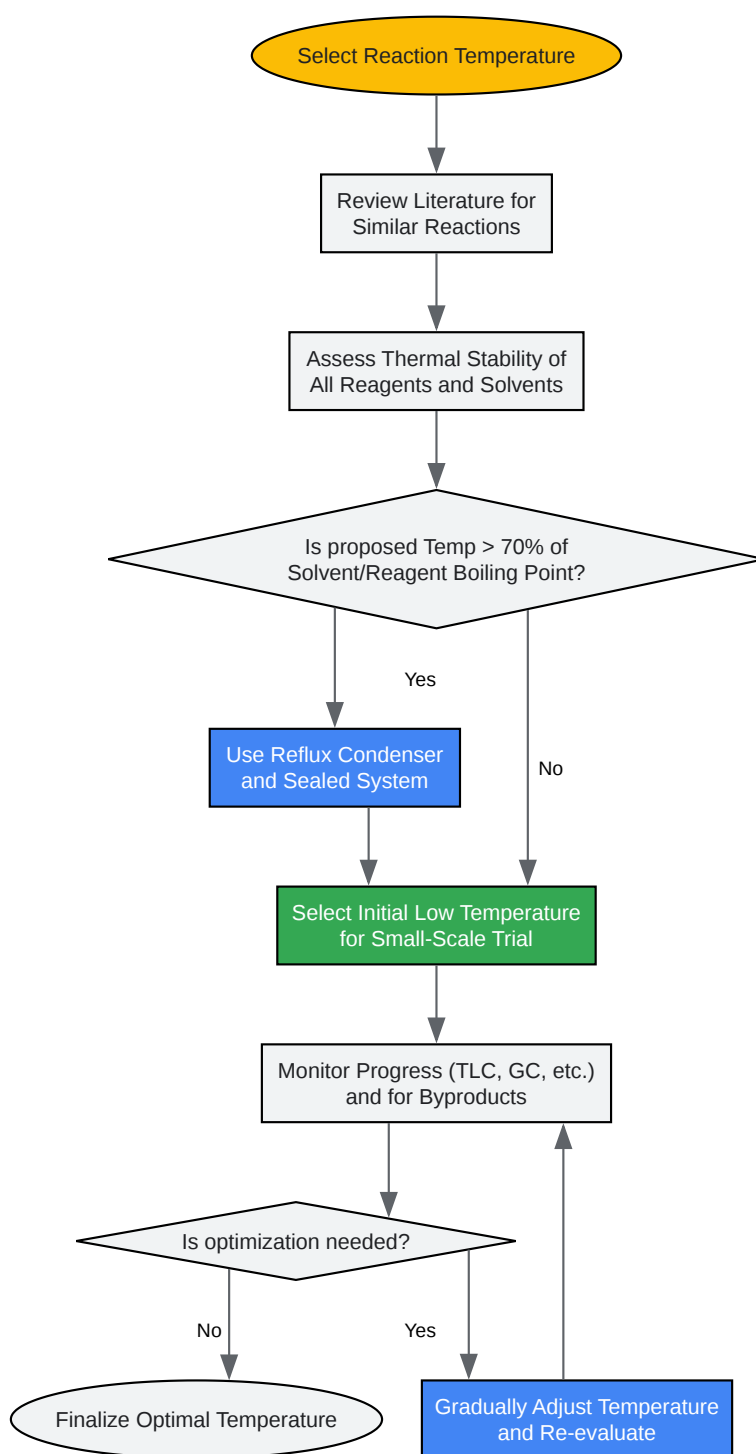 Select Reaction Temperature
Review Literature for
Similar Reactions
Assess Thermal Stability of
All Reagents and Solvents
Is proposed Temp > 70% of
Solvent/Reagent Boiling Point?
Yes
Use Reflux Condenser
and Sealed System
No
Select Initial Low Temperature
for Small-Scale Trial
Monitor Progress (TLC, GC, etc.)
and for Byproducts
Is optimization needed?
No
Yes
Finalize Optimal Temperature
Gradually Adjust Temperature
and Re-evaluate